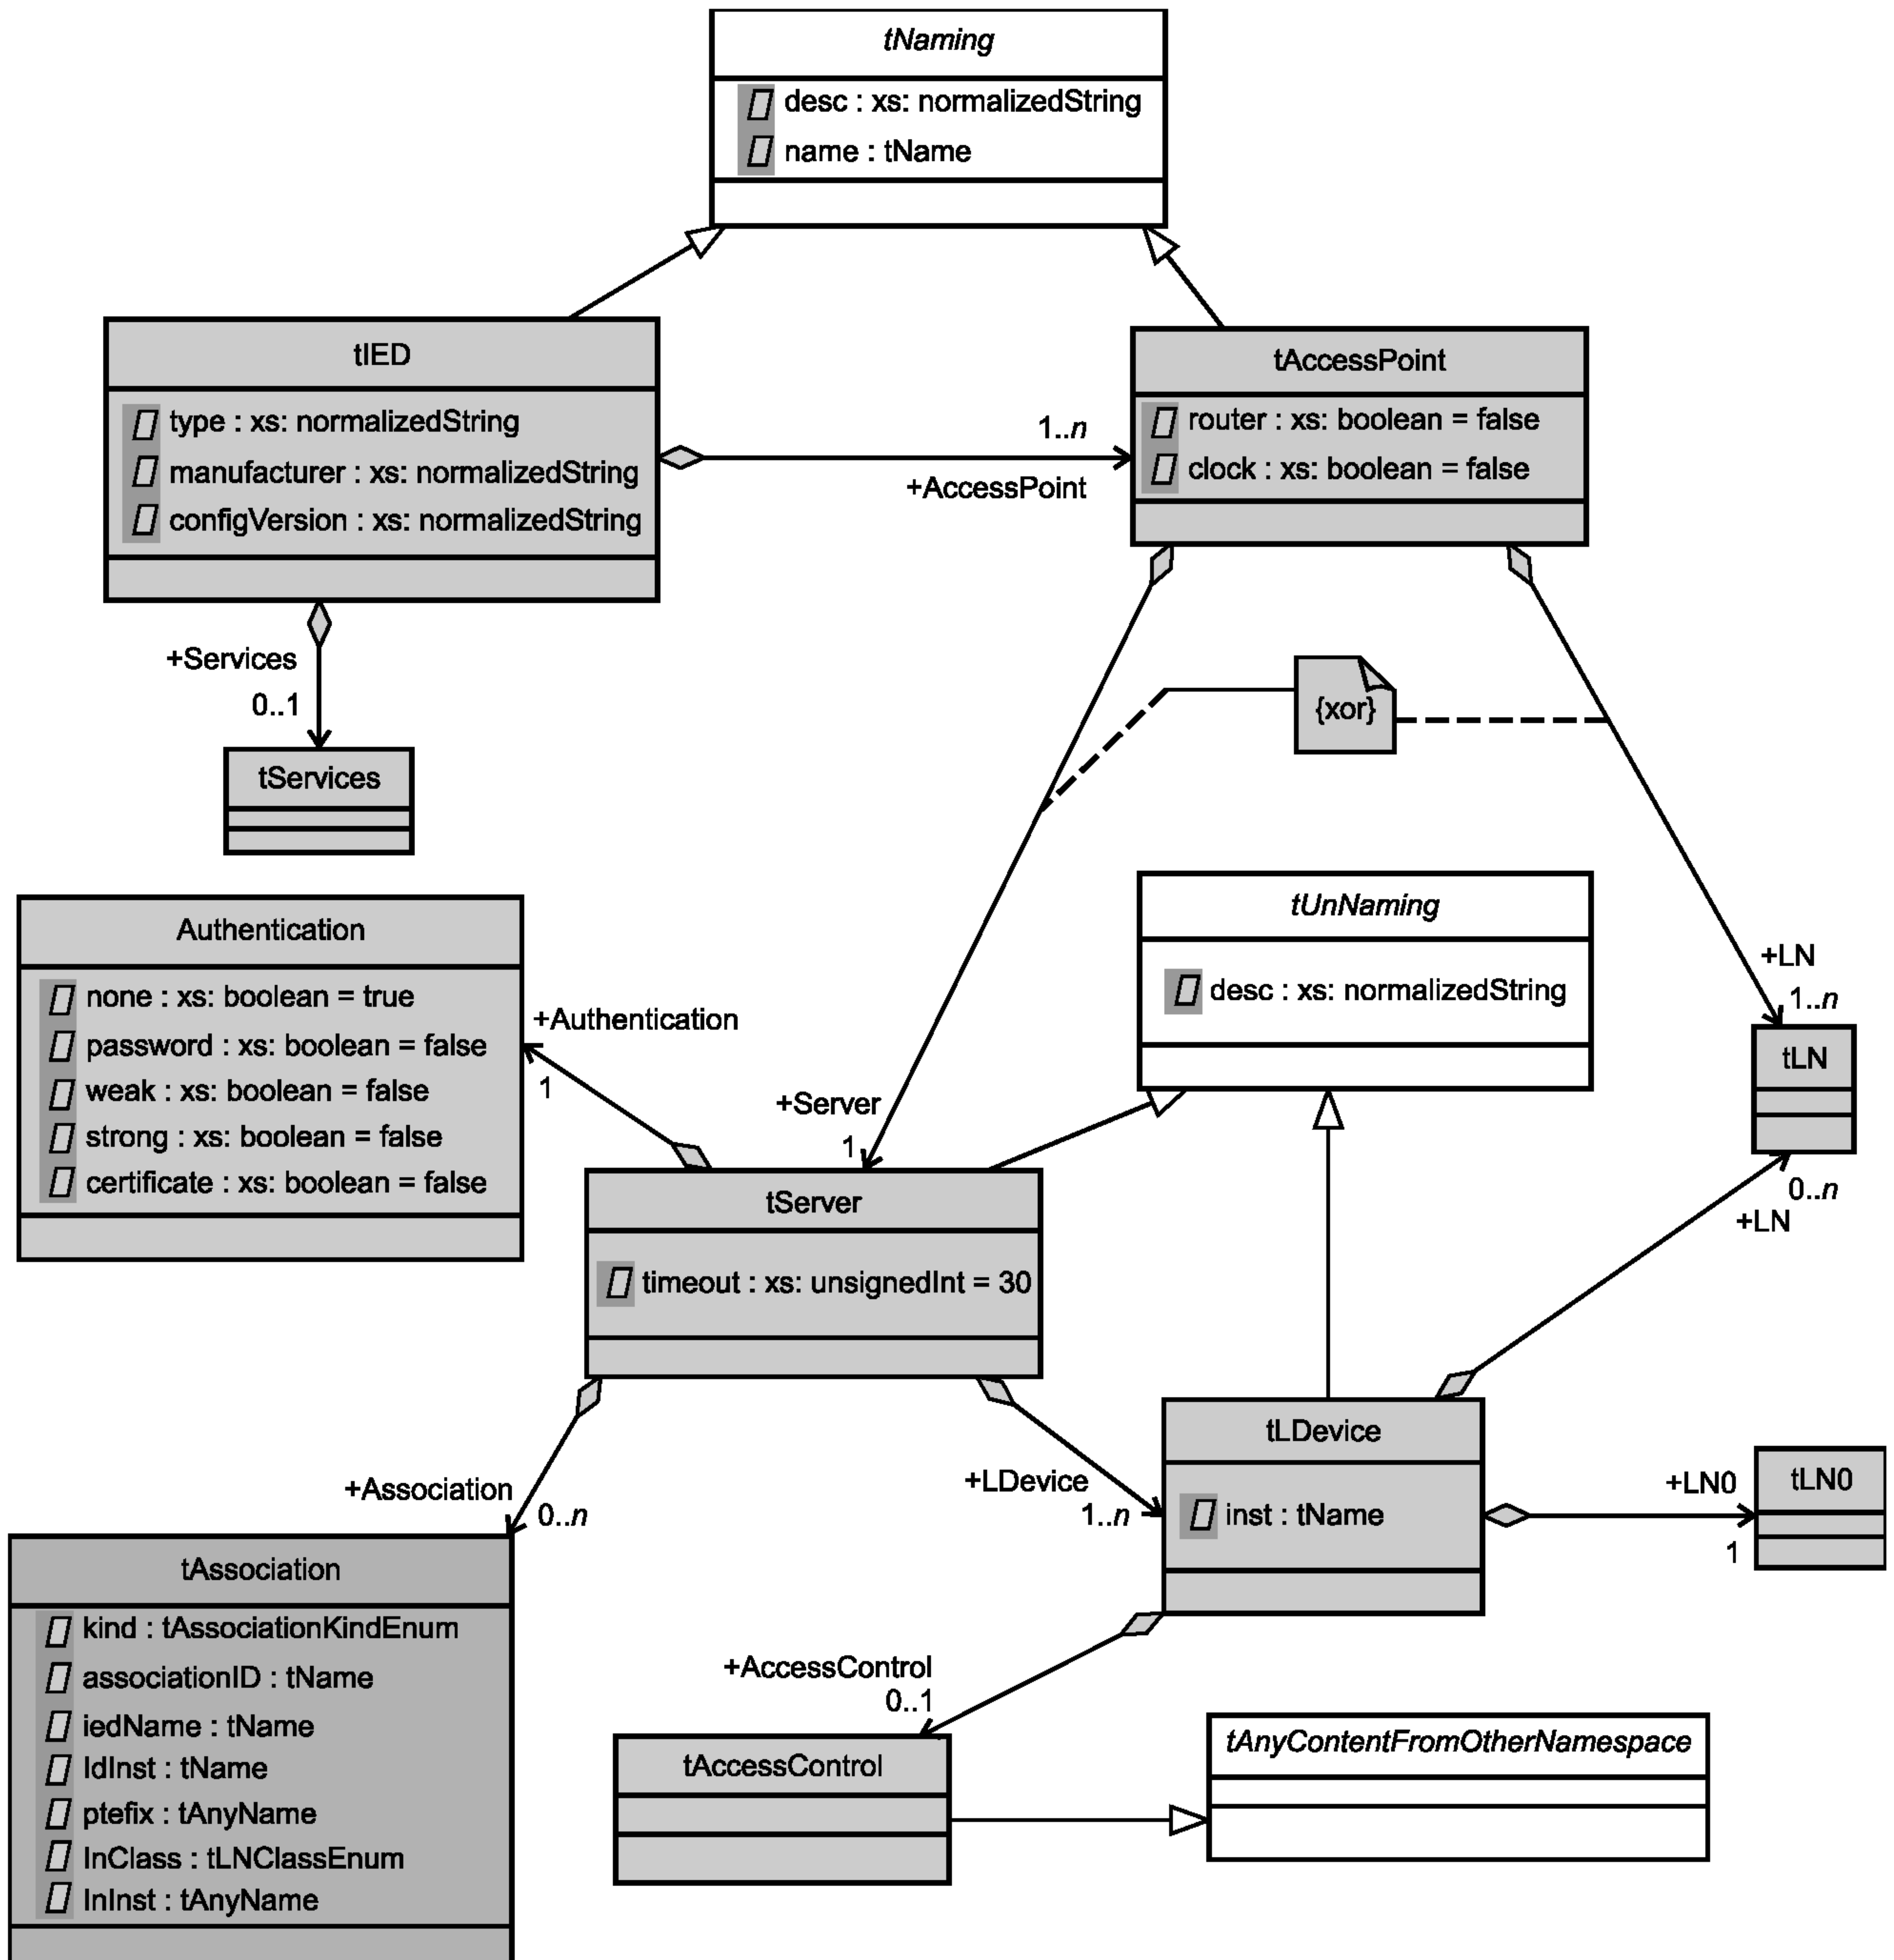 tNaming
desc : xs: normalizedString
name : tName
tIED
type : xs: normalizedString
manufacturer : xs: normalizedString
configVersion : xs: normalizedString
1..n
+AccessPoint
tAccessPoint
router : xs: boolean = false
clock : xs: boolean = false
+Services
0..1
tServices
{xor}
Authentication
none : xs: boolean = true
password : xs: boolean = false
weak : xs: boolean = false
strong : xs: boolean = false
certificate : xs: boolean = false
+Authentication
1
tUnNaming
desc : xs: normalizedString
+LN
1..n
tLN
0..n
+LN
+Server
1
tServer
timeout : xs: unsignedInt = 30
+Association
0..n
+LDevice
1..n
tLDevice
inst : tName
+LN0
1
tLN0
tAssociation
kind : tAssociationKindEnum
associationID : tName
iedName : tName
IdInst : tName
ptefix : tAnyName
InClass : tLNClassEnum
InInst : tAnyName
+AccessControl
0..1
tAccessControl
tAnyContentFromOtherNamespace